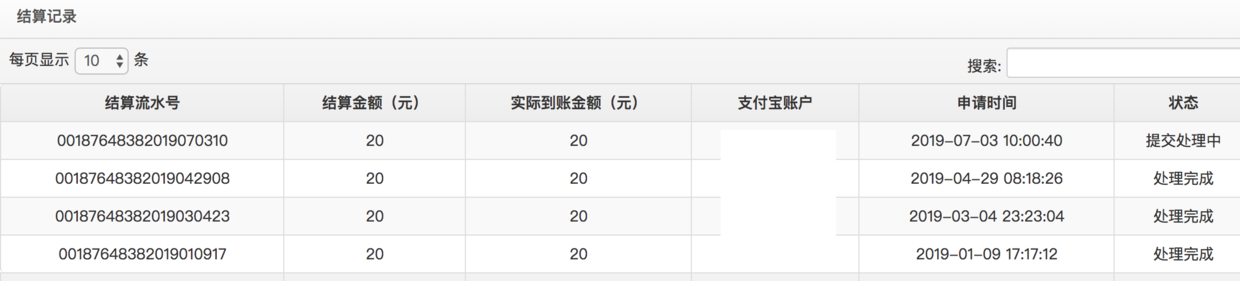 结算记录
每页显示 10 条
搜索:
结算流水号 结算金额（元） 实际到账金额（元） 支付宝账户 申请时间 状态
00187648382019070310 20 20 2019-07-03 10:00:40 提交处理中
00187648382019042908 20 20 2019-04-29 08:18:26 处理完成
00187648382019030423 20 20 2019-03-04 23:23:04 处理完成
00187648382019010917 20 20 2019-01-09 17:17:12 处理完成